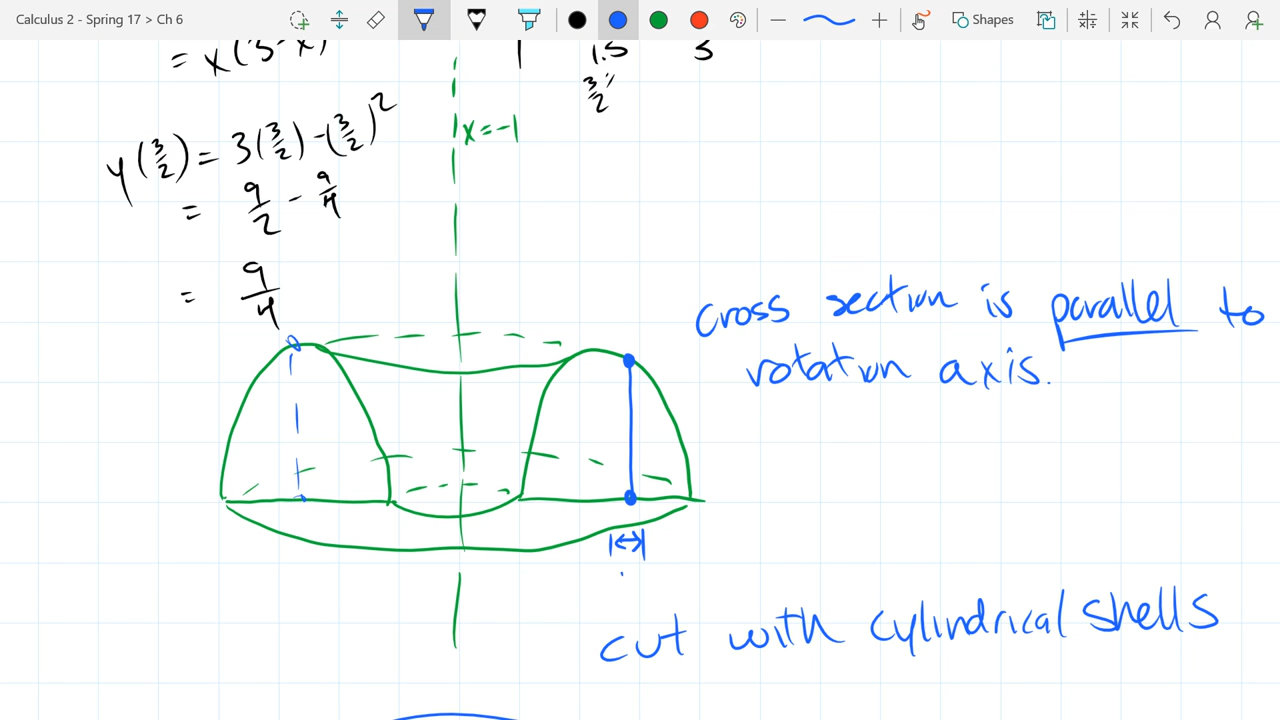 Calculus 2 - Spring 17 > Ch 6
Shapes
= x(3-x)
1 1.5 3
3/2
x=-1
y(3/2) = 3(3/2) - (3/2)²
= 9/2 - 9/4
= 9/4
cross section is parallel to
rotation axis.
cut with cylindrical shells